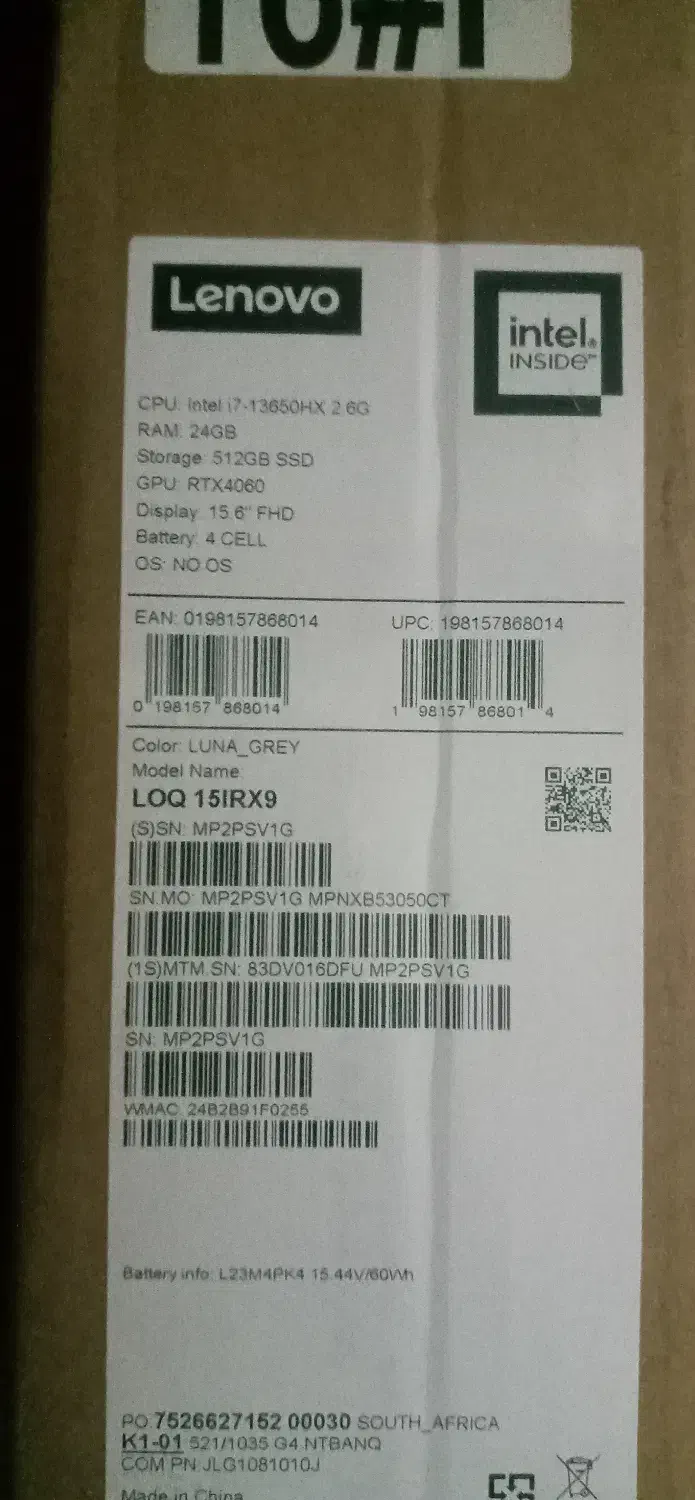 10#1
Lenovo
intel.
INSIDE™
CPU: Intel i7-13650HX 2.6G
RAM: 24GB
Storage: 512GB SSD
GPU: RTX4060
Display: 15.6" FHD
Battery: 4 CELL
OS: NO OS
EAN: 0198157868014 UPC: 198157868014
0 198157 868014 1 98157 86801 4
Color: LUNA_GREY
Model Name:
LOQ 15IRX9
(S)SN: MP2PSV1G
SN.MO: MP2PSV1G MPNXB53050CT
(1S)MTM.SN: 83DV016DFU MP2PSV1G
SN: MP2PSV1G
WMAC: 24B2B91F0255
Battery info: L23M4PK4 15.44V/60Wh
PO:7526627152 00030 SOUTH_AFRICA
K1-01 521/1035 G4.NTBANQ
COM PN:JLG1081010J
Made in China